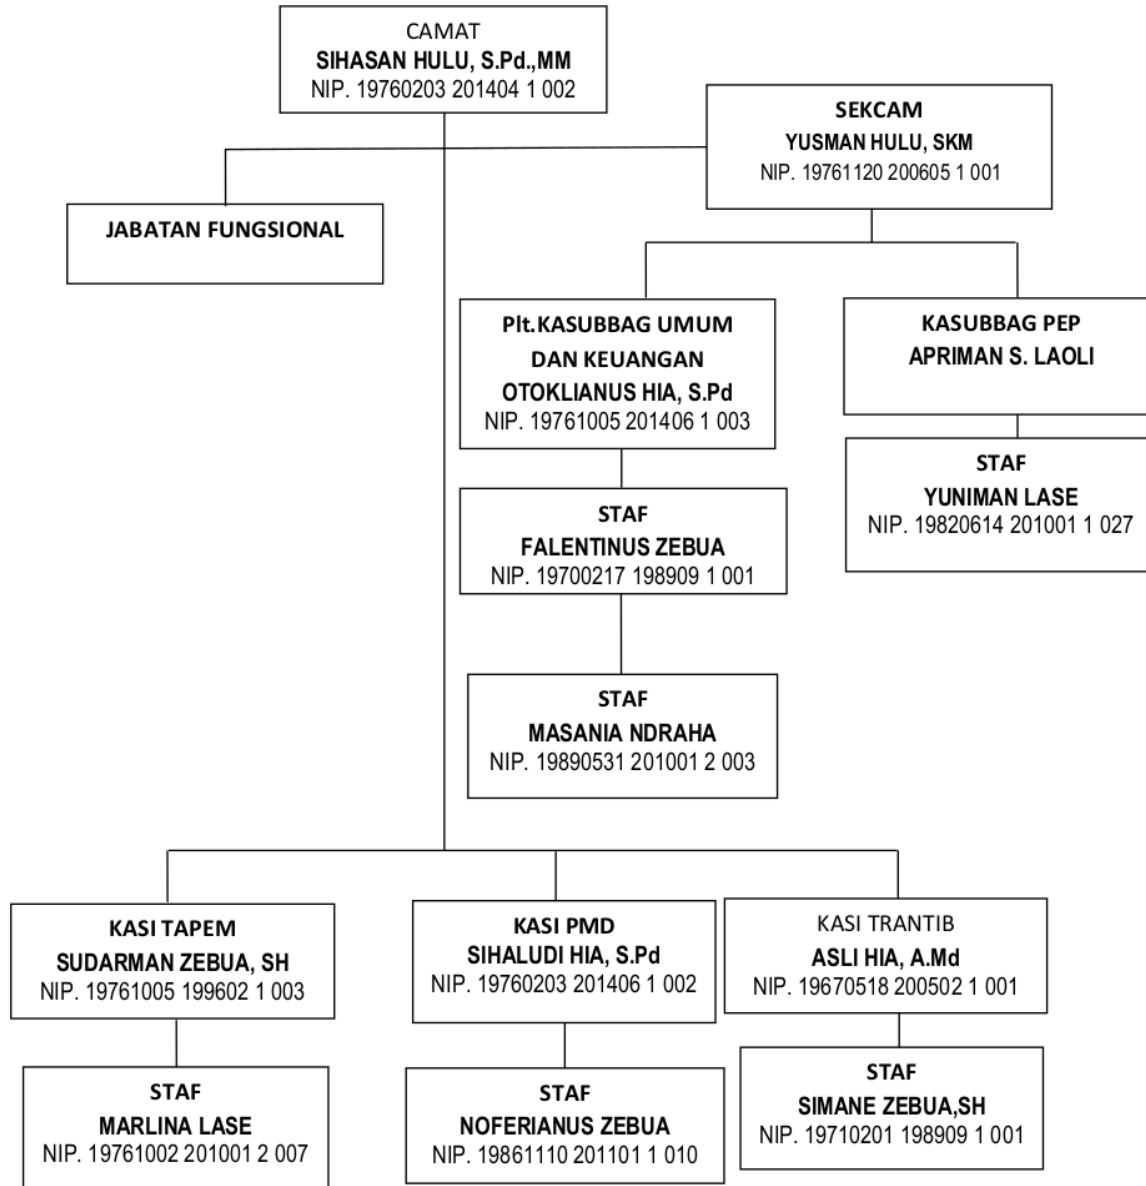 CAMAT
SIHASAN HULU, S.Pd.,MM
NIP. 19760203 201404 1 002
SEKCAM
YUSMAN HULU, SKM
NIP. 19761120 200605 1 001
JABATAN FUNGSIONAL
Plt.KASUBBAG UMUM
DAN KEUANGAN
OTOKLIANUS HIA, S.Pd
NIP. 19761005 201406 1 003
KASUBBAG PEP
APRIMAN S. LAOLI
STAF
YUNIMAN LASE
NIP. 19820614 201001 1 027
STAF
FALENTINUS ZEBUA
NIP. 19700217 198909 1 001
STAF
MASANIA NDRAHA
NIP. 19890531 201001 2 003
KASI TAPEM
SUDARMAN ZEBUA, SH
NIP. 19761005 199602 1 003
KASI PMD
SIHALUDI HIA, S.Pd
NIP. 19760203 201406 1 002
KASI TRANTIB
ASLI HIA, A.Md
NIP. 19670518 200502 1 001
STAF
MARLINA LASE
NIP. 19761002 201001 2 007
STAF
NOFERIANUS ZEBUA
NIP. 19861110 201101 1 010
STAF
SIMANE ZEBUA,SH
NIP. 19710201 198909 1 001